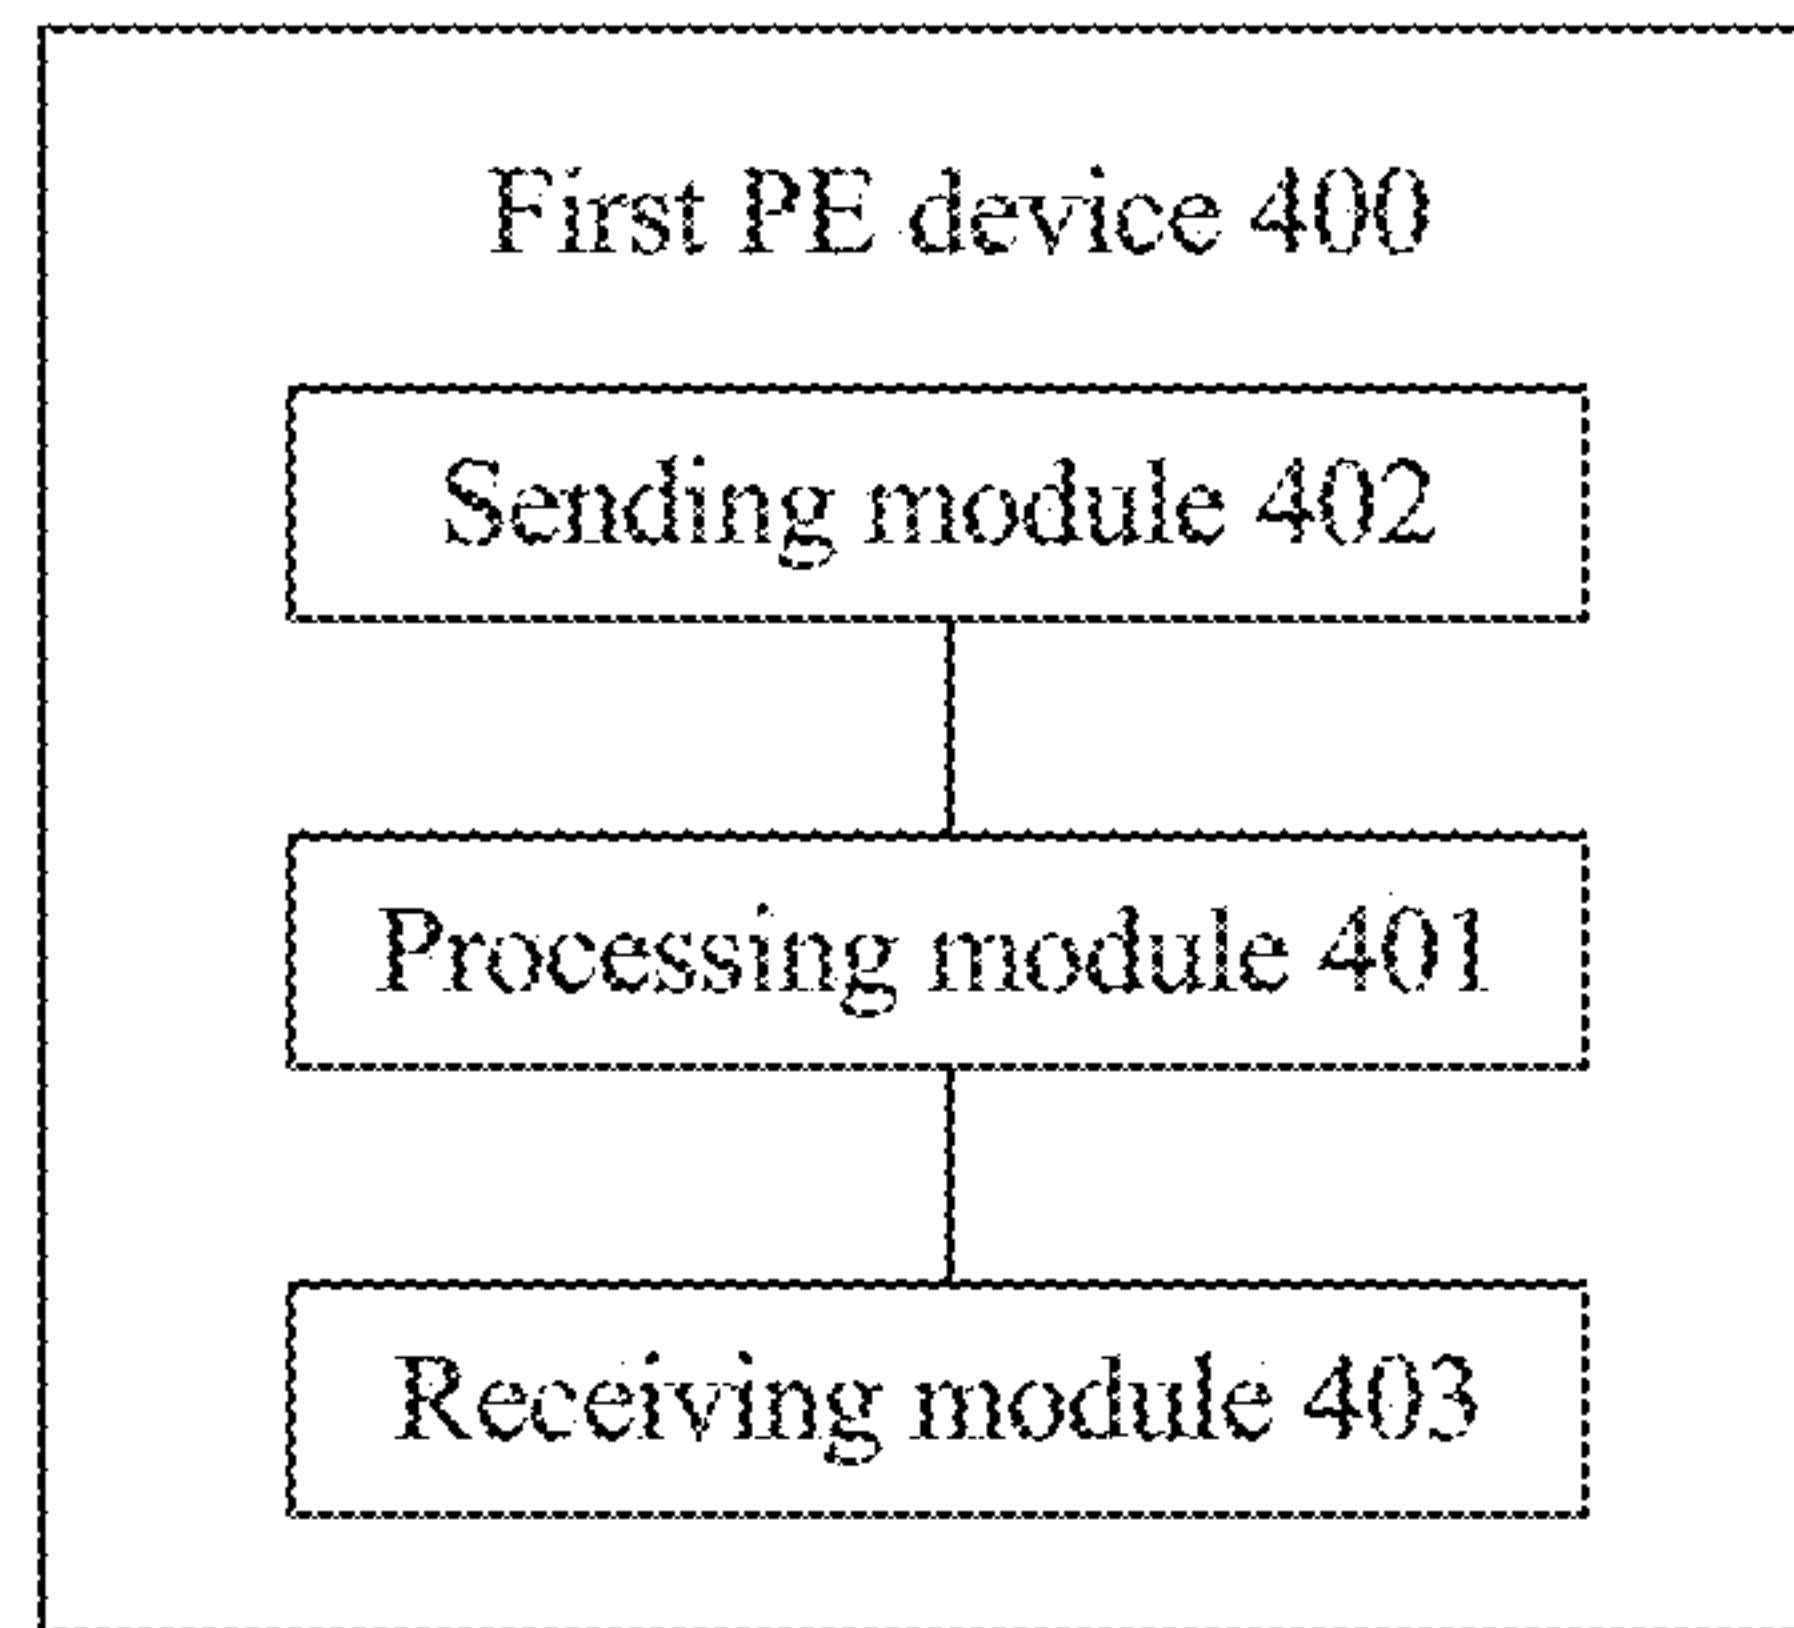 First PE device 400
Sending module 402
Processing module 401
Receiving module 403